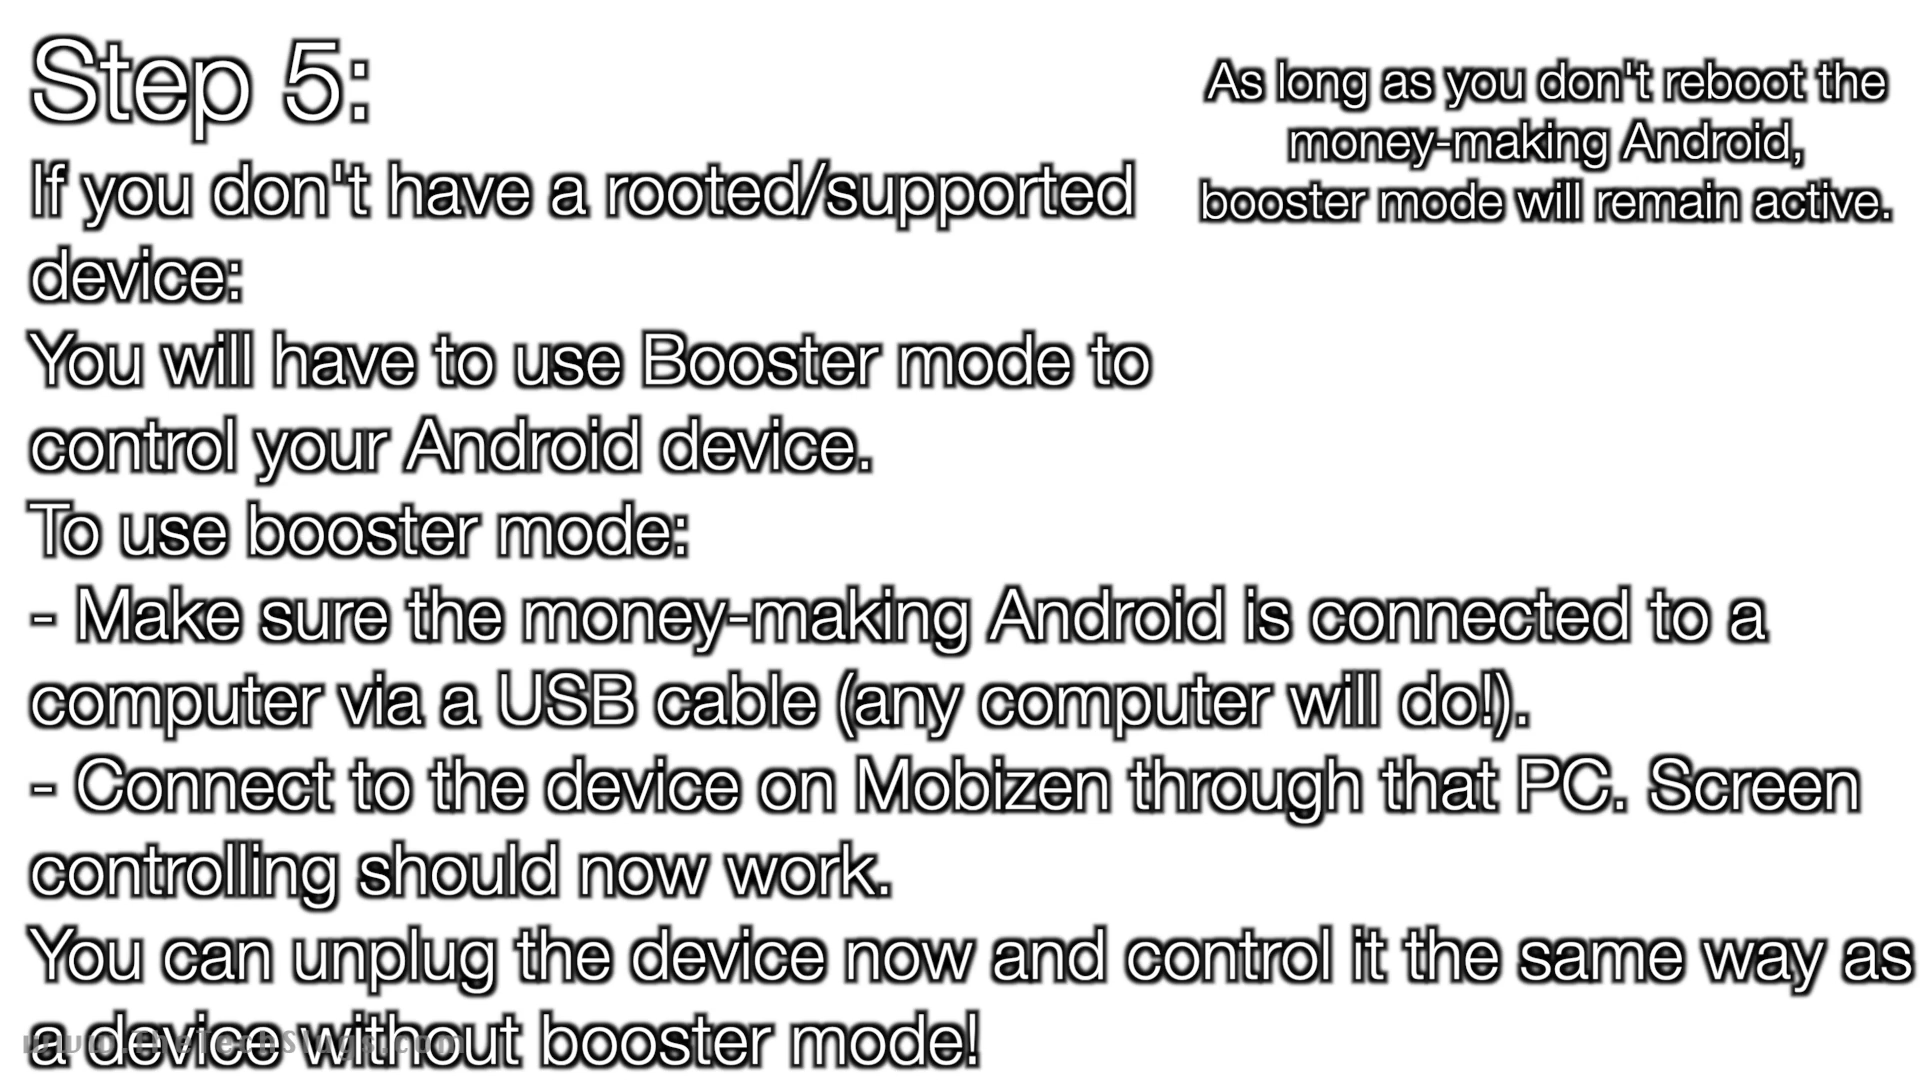 Step 5:
If you don't have a rooted/supported
device:
You will have to use Booster mode to
control your Android device.
To use booster mode:
- Make sure the money-making Android is connected to a
computer via a USB cable (any computer will do!).
- Connect to the device on Mobizen through that PC. Screen
controlling should now work.
You can unplug the device now and control it the same way as
a device without booster mode!
As long as you don't reboot the
money-making Android,
booster mode will remain active.
www.TheTechSlugs.com